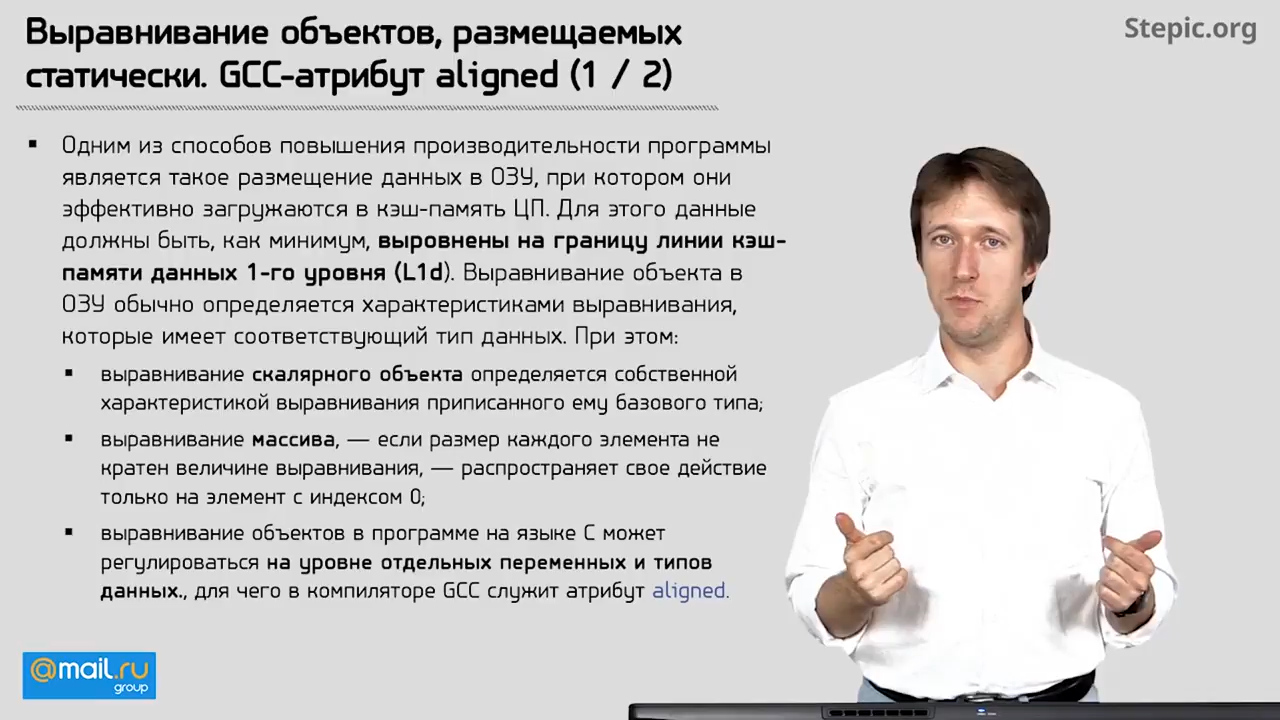 Выравнивание объектов, размещаемых
статически. GCC-атрибут aligned (1 / 2)
Stepic.org
▪ Одним из способов повышения производительности программы
является такое размещение данных в ОЗУ, при котором они
эффективно загружаются в кэш-память ЦП. Для этого данные
должны быть, как минимум, выровнены на границу линии кэш-
памяти данных 1-го уровня (L1d). Выравнивание объекта в
ОЗУ обычно определяется характеристиками выравнивания,
которые имеет соответствующий тип данных. При этом:
▪ выравнивание скалярного объекта определяется собственной
характеристикой выравнивания приписанного ему базового типа;
▪ выравнивание массива, — если размер каждого элемента не
кратен величине выравнивания, — распространяет свое действие
только на элемент с индексом 0;
▪ выравнивание объектов в программе на языке C может
регулироваться на уровне отдельных переменных и типов
данных., для чего в компиляторе GCC служит атрибут aligned.
@mail.ru
group